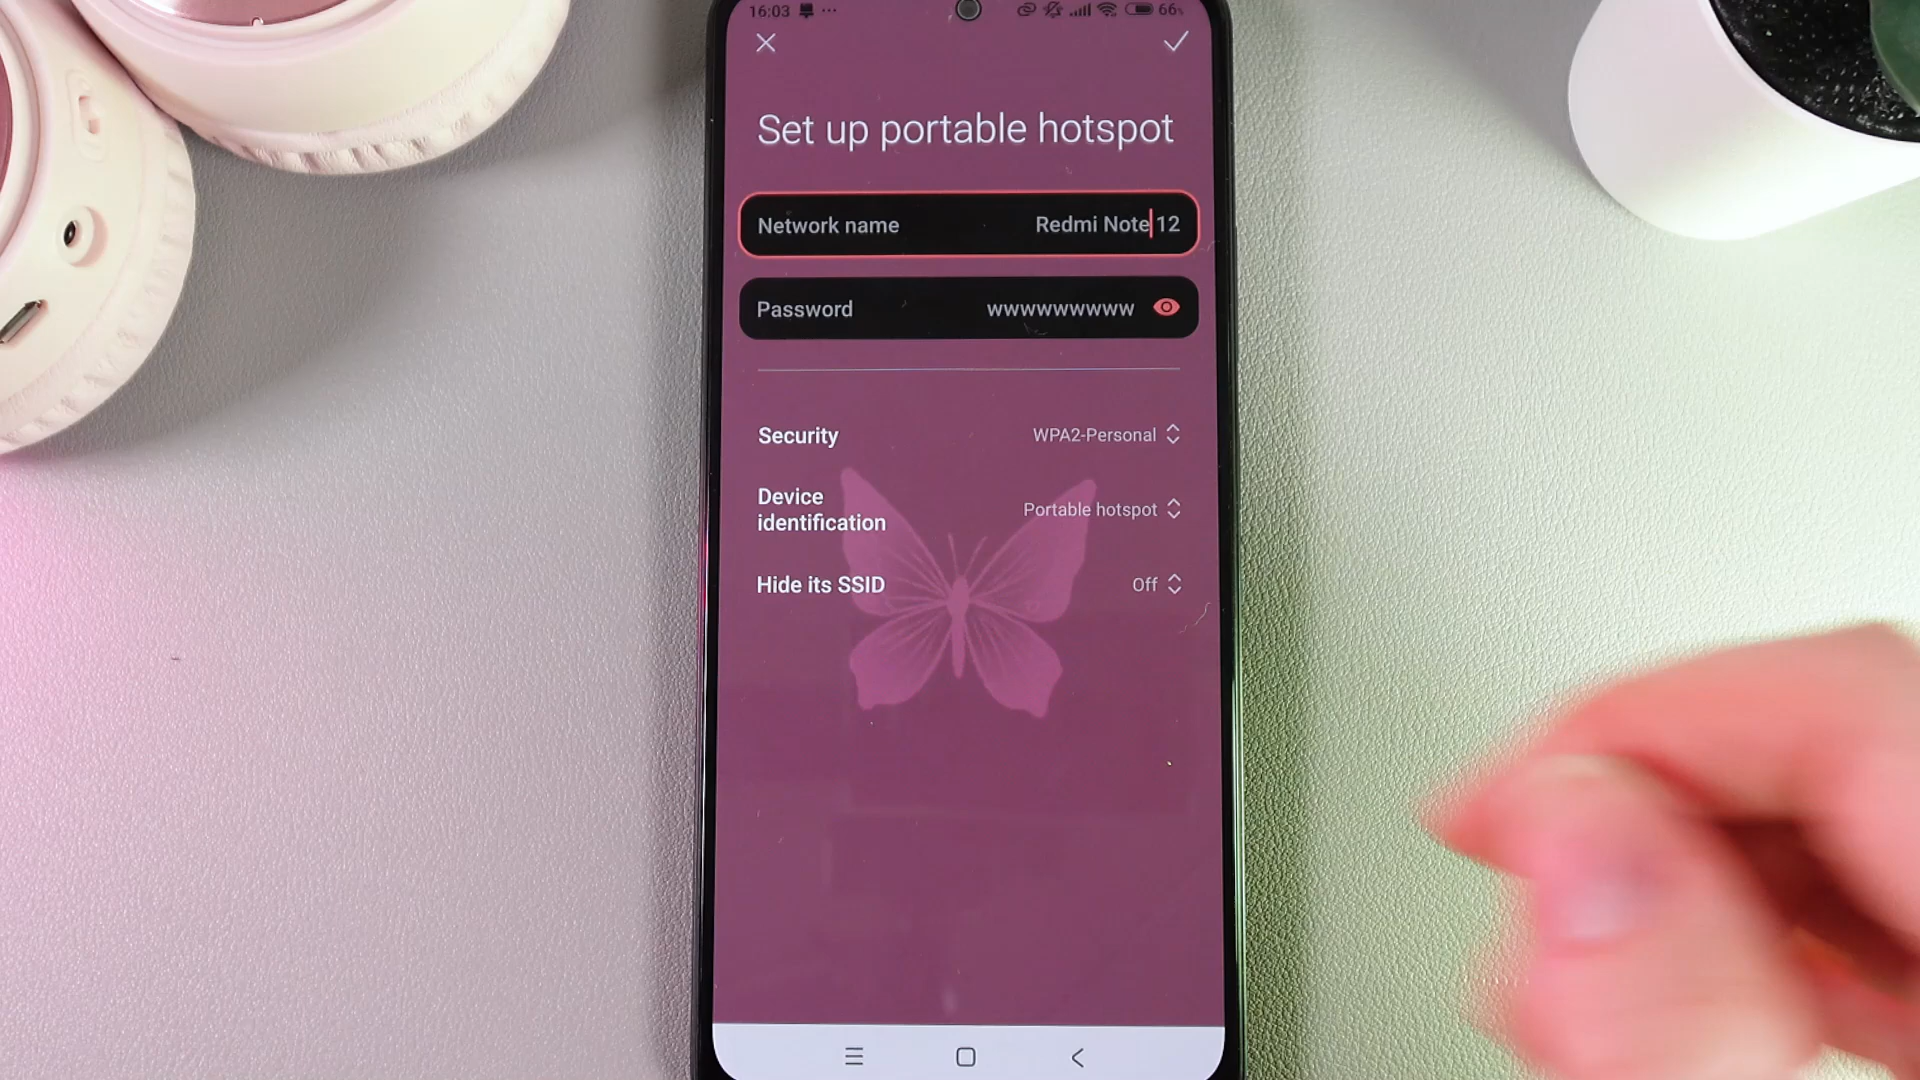 16:03 ... 66%
Set up portable hotspot
Network name Redmi Note 12
Password wwwwwwwww
Security WPA2-Personal
Device
identification Portable hotspot
Hide its SSID Off